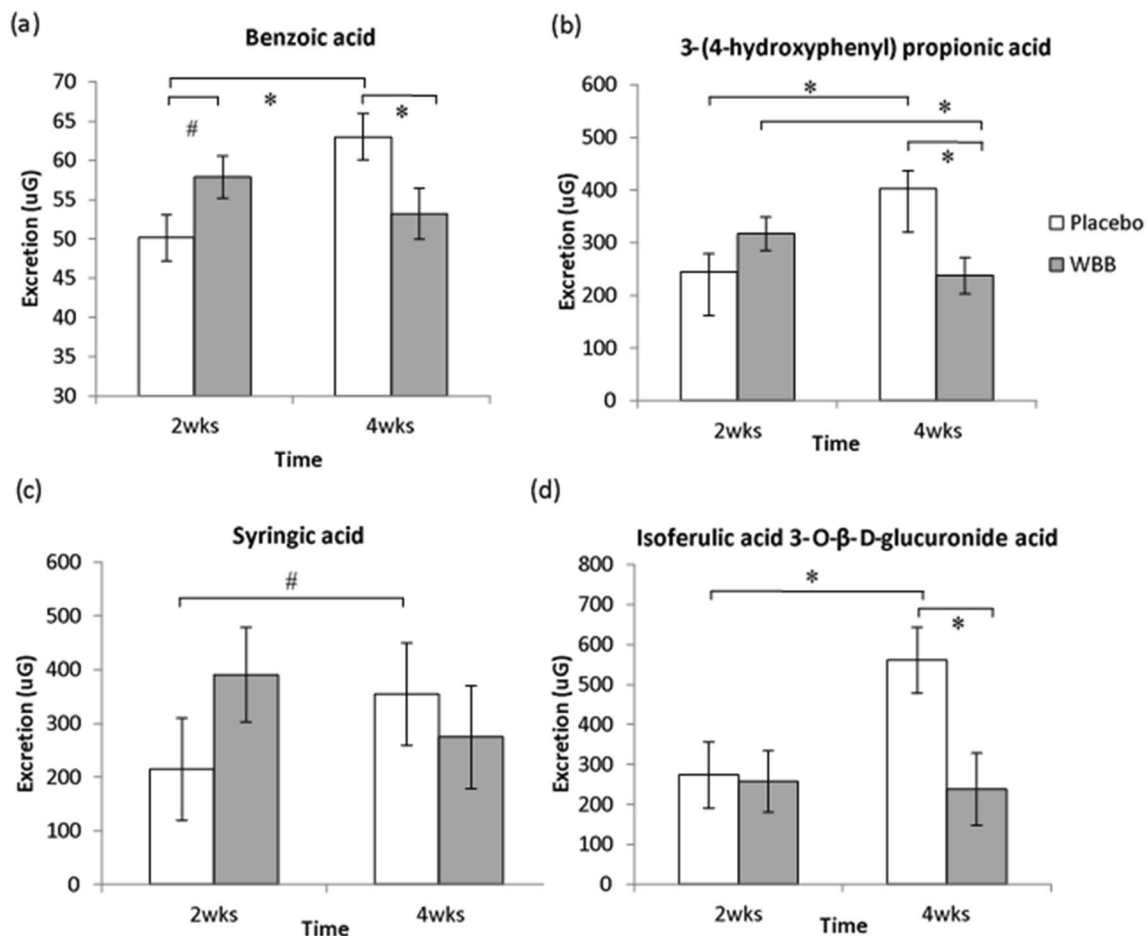 (a)
Benzoic acid
Excretion (uG)
70
65
60
55
50
45
40
35
30
*
#
*
2wks
4wks
Time
(b)
3-(4-hydroxyphenyl) propionic acid
Excretion (uG)
600
500
400
300
200
100
0
*
*
*
2wks
4wks
Time
Placebo
WBB
(c)
Syringic acid
Excretion (uG)
600
500
400
300
200
100
0
#
2wks
4wks
Time
(d)
Isoferulic acid 3-O-β-D-glucuronide acid
Excretion (uG)
800
700
600
500
400
300
200
100
0
*
*
2wks
4wks
Time